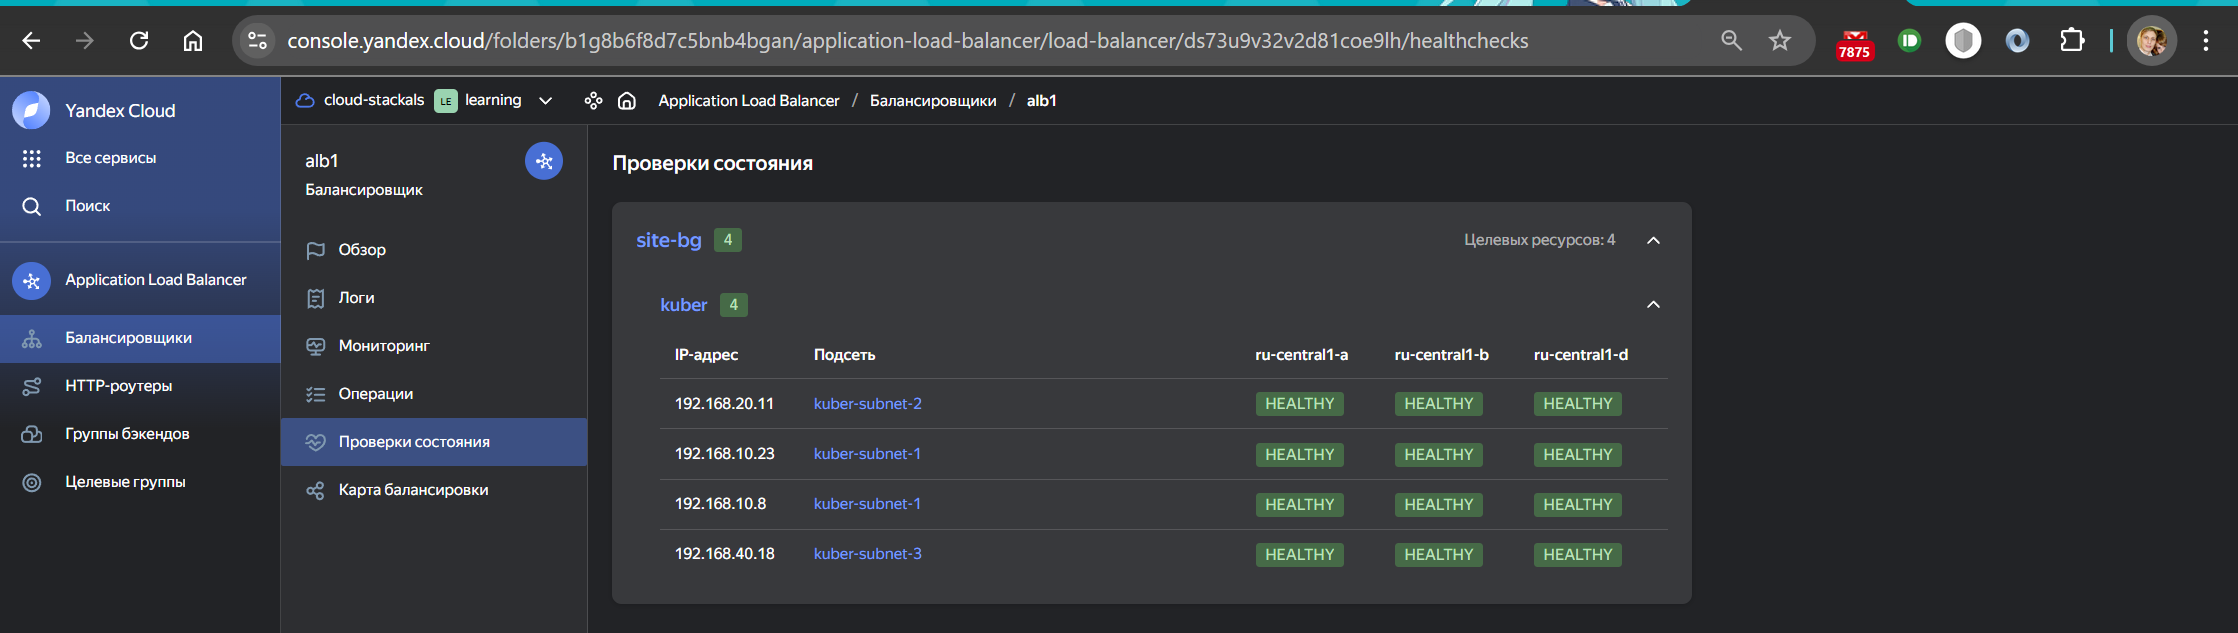 console.yandex.cloud/folders/b1g8b6f8d7c5bnb4bgan/application-load-balancer/load-balancer/ds73u9v32v2d81coe9lh/healthchecks
7875
Yandex Cloud
Все сервисы
Поиск
Application Load Balancer
Балансировщики
HTTP-роутеры
Группы бэкендов
Целевые группы
cloud-stackals LE learning
Application Load Balancer / Балансировщики / alb1
alb1
Балансировщик
Обзор
Логи
Мониторинг
Операции
Проверки состояния
Карта балансировки
Проверки состояния
site-bg 4 Целевых ресурсов: 4
kuber 4
IP-адрес Подсеть ru-central1-a ru-central1-b ru-central1-d
192.168.20.11 kuber-subnet-2 HEALTHY HEALTHY HEALTHY
192.168.10.23 kuber-subnet-1 HEALTHY HEALTHY HEALTHY
192.168.10.8 kuber-subnet-1 HEALTHY HEALTHY HEALTHY
192.168.40.18 kuber-subnet-3 HEALTHY HEALTHY HEALTHY